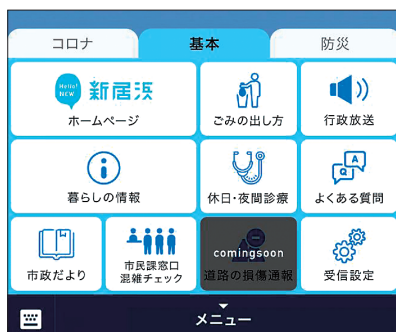 コロナ
基本
防災
Hello!
NEW
新居浜
ホームページ
ごみの出し方
行政放送
暮らしの情報
休日・夜間診療
Q
A
よくある質問
市政だより
市民課窓口
混雑チェック
comingsoon
道路の損傷通報
受信設定
メニュー